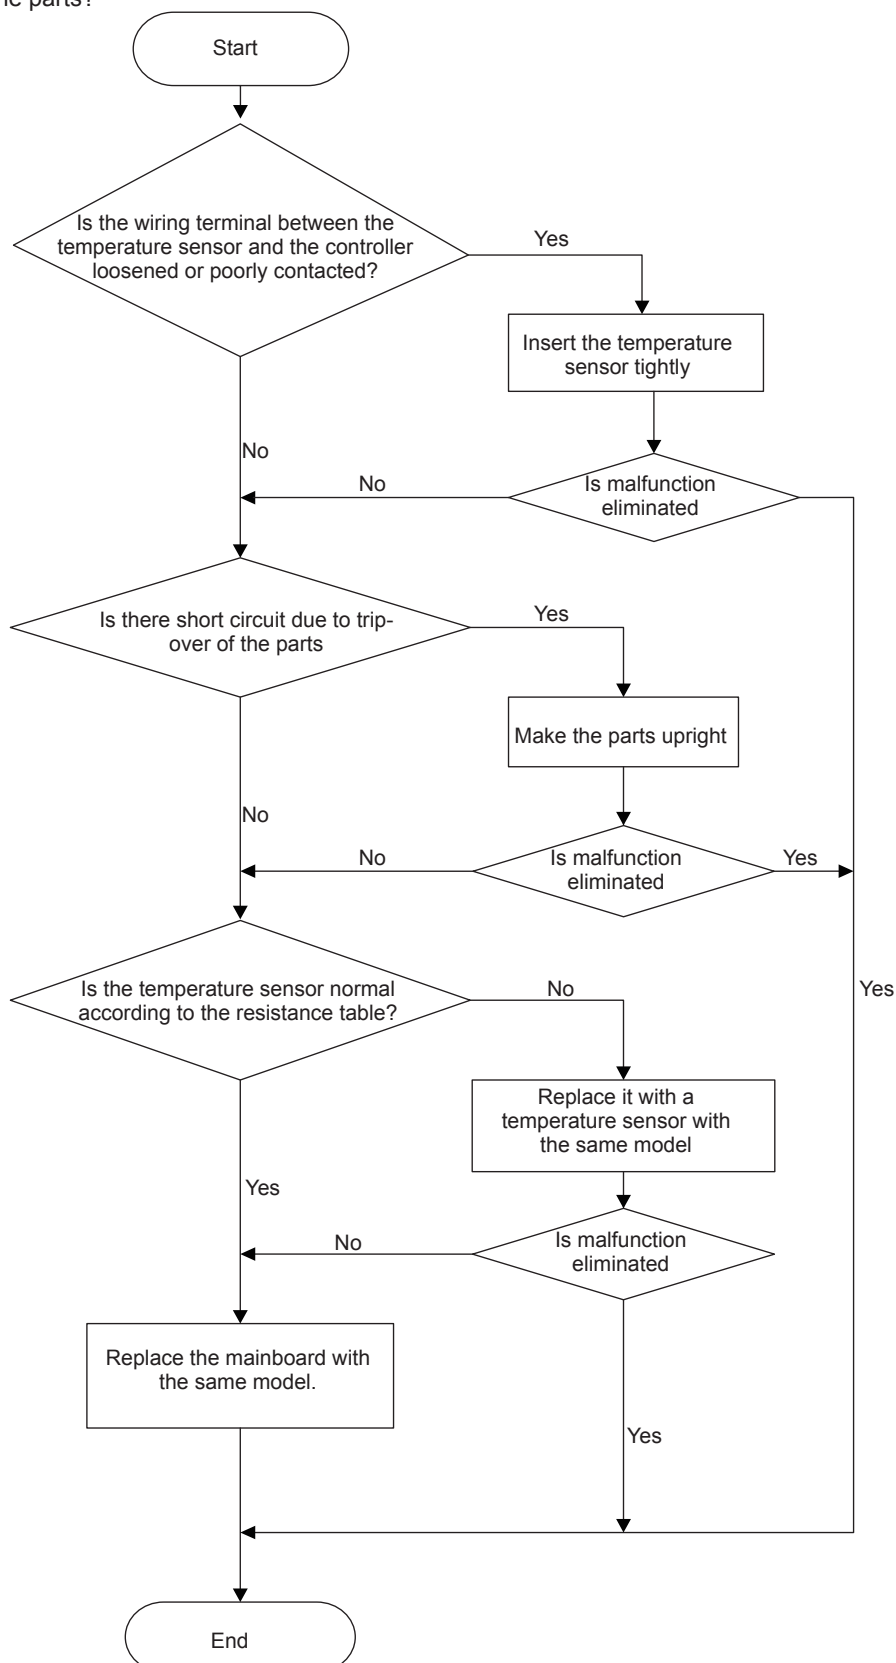 parts?
Start
Is the wiring terminal between the
temperature sensor and the controller
loosened or poorly contacted?
Yes
Insert the temperature
sensor tightly
No
No
Is malfunction
eliminated
Is there short circuit due to trip-
over of the parts
Yes
Make the parts upright
No
No
Is malfunction
eliminated
Yes
Is the temperature sensor normal
according to the resistance table?
No
Yes
Replace it with a
temperature sensor with
the same model
Yes
No
Is malfunction
eliminated
Replace the mainboard with
the same model.
Yes
End